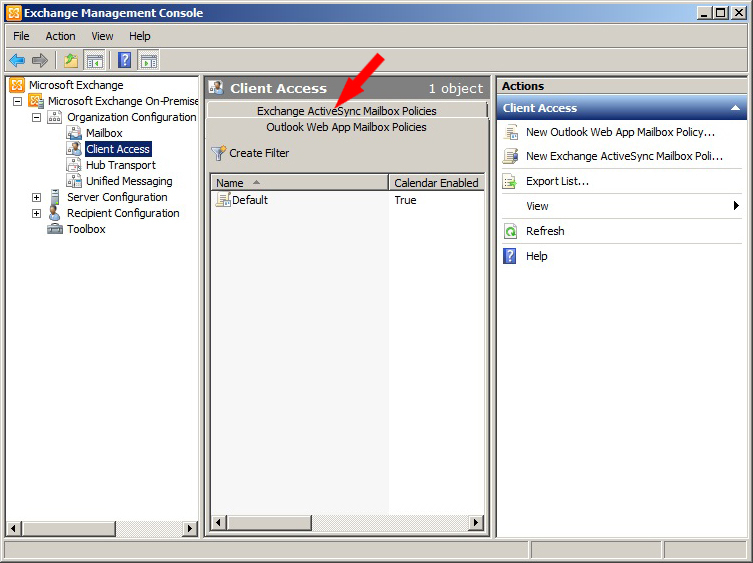 Exchange Management Console
File Action View Help
Microsoft Exchange
Microsoft Exchange On-Premise
Organization Configuration
Mailbox
Client Access
Hub Transport
Unified Messaging
Server Configuration
Recipient Configuration
Toolbox
Client Access 1 object
Exchange ActiveSync Mailbox Policies
Outlook Web App Mailbox Policies
Create Filter
Name Calendar Enabled
Default True
Actions
Client Access
New Outlook Web App Mailbox Policy...
New Exchange ActiveSync Mailbox Poli...
Export List...
View
Refresh
Help